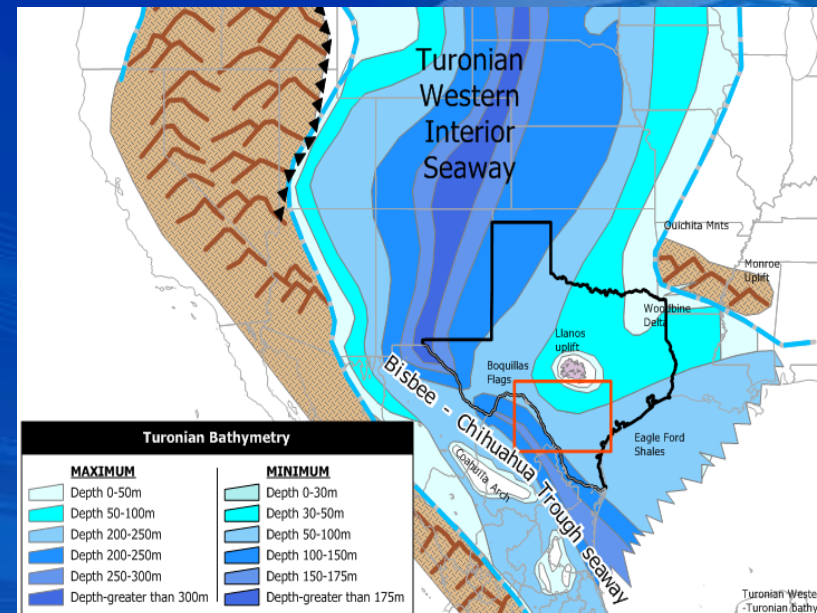 Turonian
Western
Interior
Seaway
Ouichita Mnts
Monroe
Uplift
Woodbine
Delta
Llanos
uplift
Boquillas
Flags
Bisbee - Chihuahua Trough seaway
Coahuila Arch
Eagle Ford
Shales
Turonian Bathymetry
MAXIMUM MINIMUM
Depth 0-50m Depth 0-30m
Depth 50-100m Depth 30-50m
Depth 200-250m Depth 50-100m
Depth 200-250m Depth 100-150m
Depth 250-300m Depth 150-175m
Depth-greater than 300m Depth-greater than 175m
Turonian Weste
-Turonian bathy